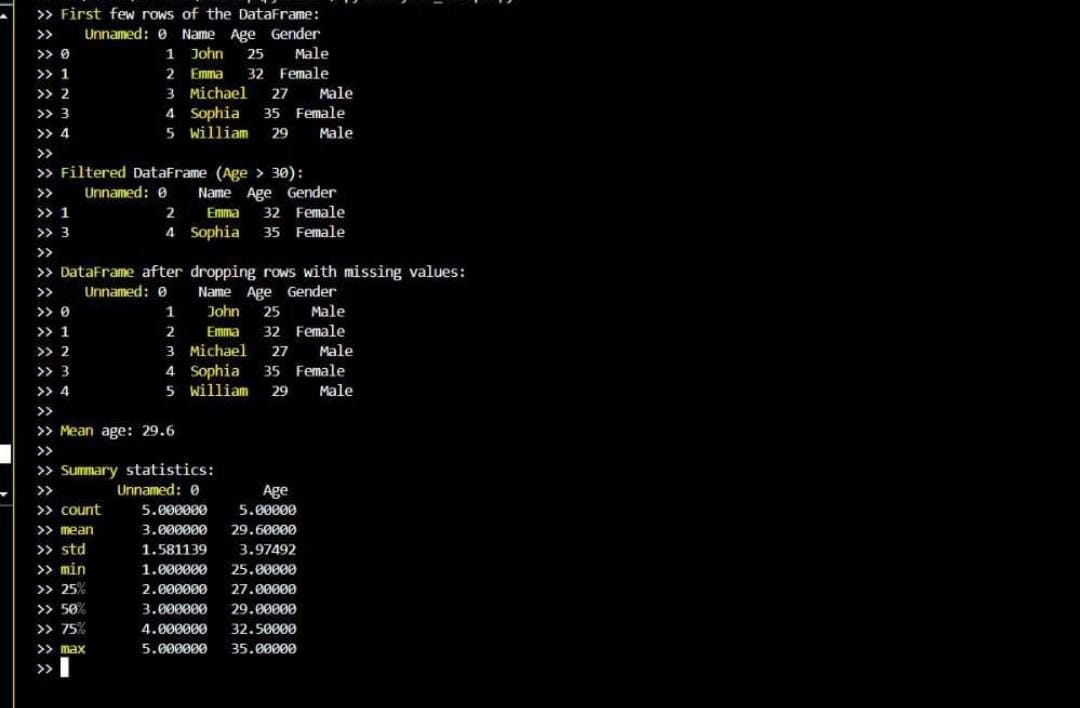 >> First few rows of the DataFrame:
>>    Unnamed: 0  Name  Age  Gender
>> 0            1  John   25    Male
>> 1            2  Emma   32  Female
>> 2            3  Michael   27    Male
>> 3            4  Sophia   35  Female
>> 4            5  William   29    Male
>>
>> Filtered DataFrame (Age > 30):
>>    Unnamed: 0    Name  Age  Gender
>> 1            2    Emma   32  Female
>> 3            4  Sophia   35  Female
>>
>> DataFrame after dropping rows with missing values:
>>    Unnamed: 0    Name  Age  Gender
>> 0            1    John   25    Male
>> 1            2    Emma   32  Female
>> 2            3  Michael   27    Male
>> 3            4  Sophia   35  Female
>> 4            5  William   29    Male
>>
>> Mean age: 29.6
>>
>> Summary statistics:
>>        Unnamed: 0        Age
>> count     5.000000   5.00000
>> mean      3.000000  29.60000
>> std       1.581139   3.97492
>> min       1.000000  25.00000
>> 25%       2.000000  27.00000
>> 50%       3.000000  29.00000
>> 75%       4.000000  32.50000
>> max       5.000000  35.00000
>>